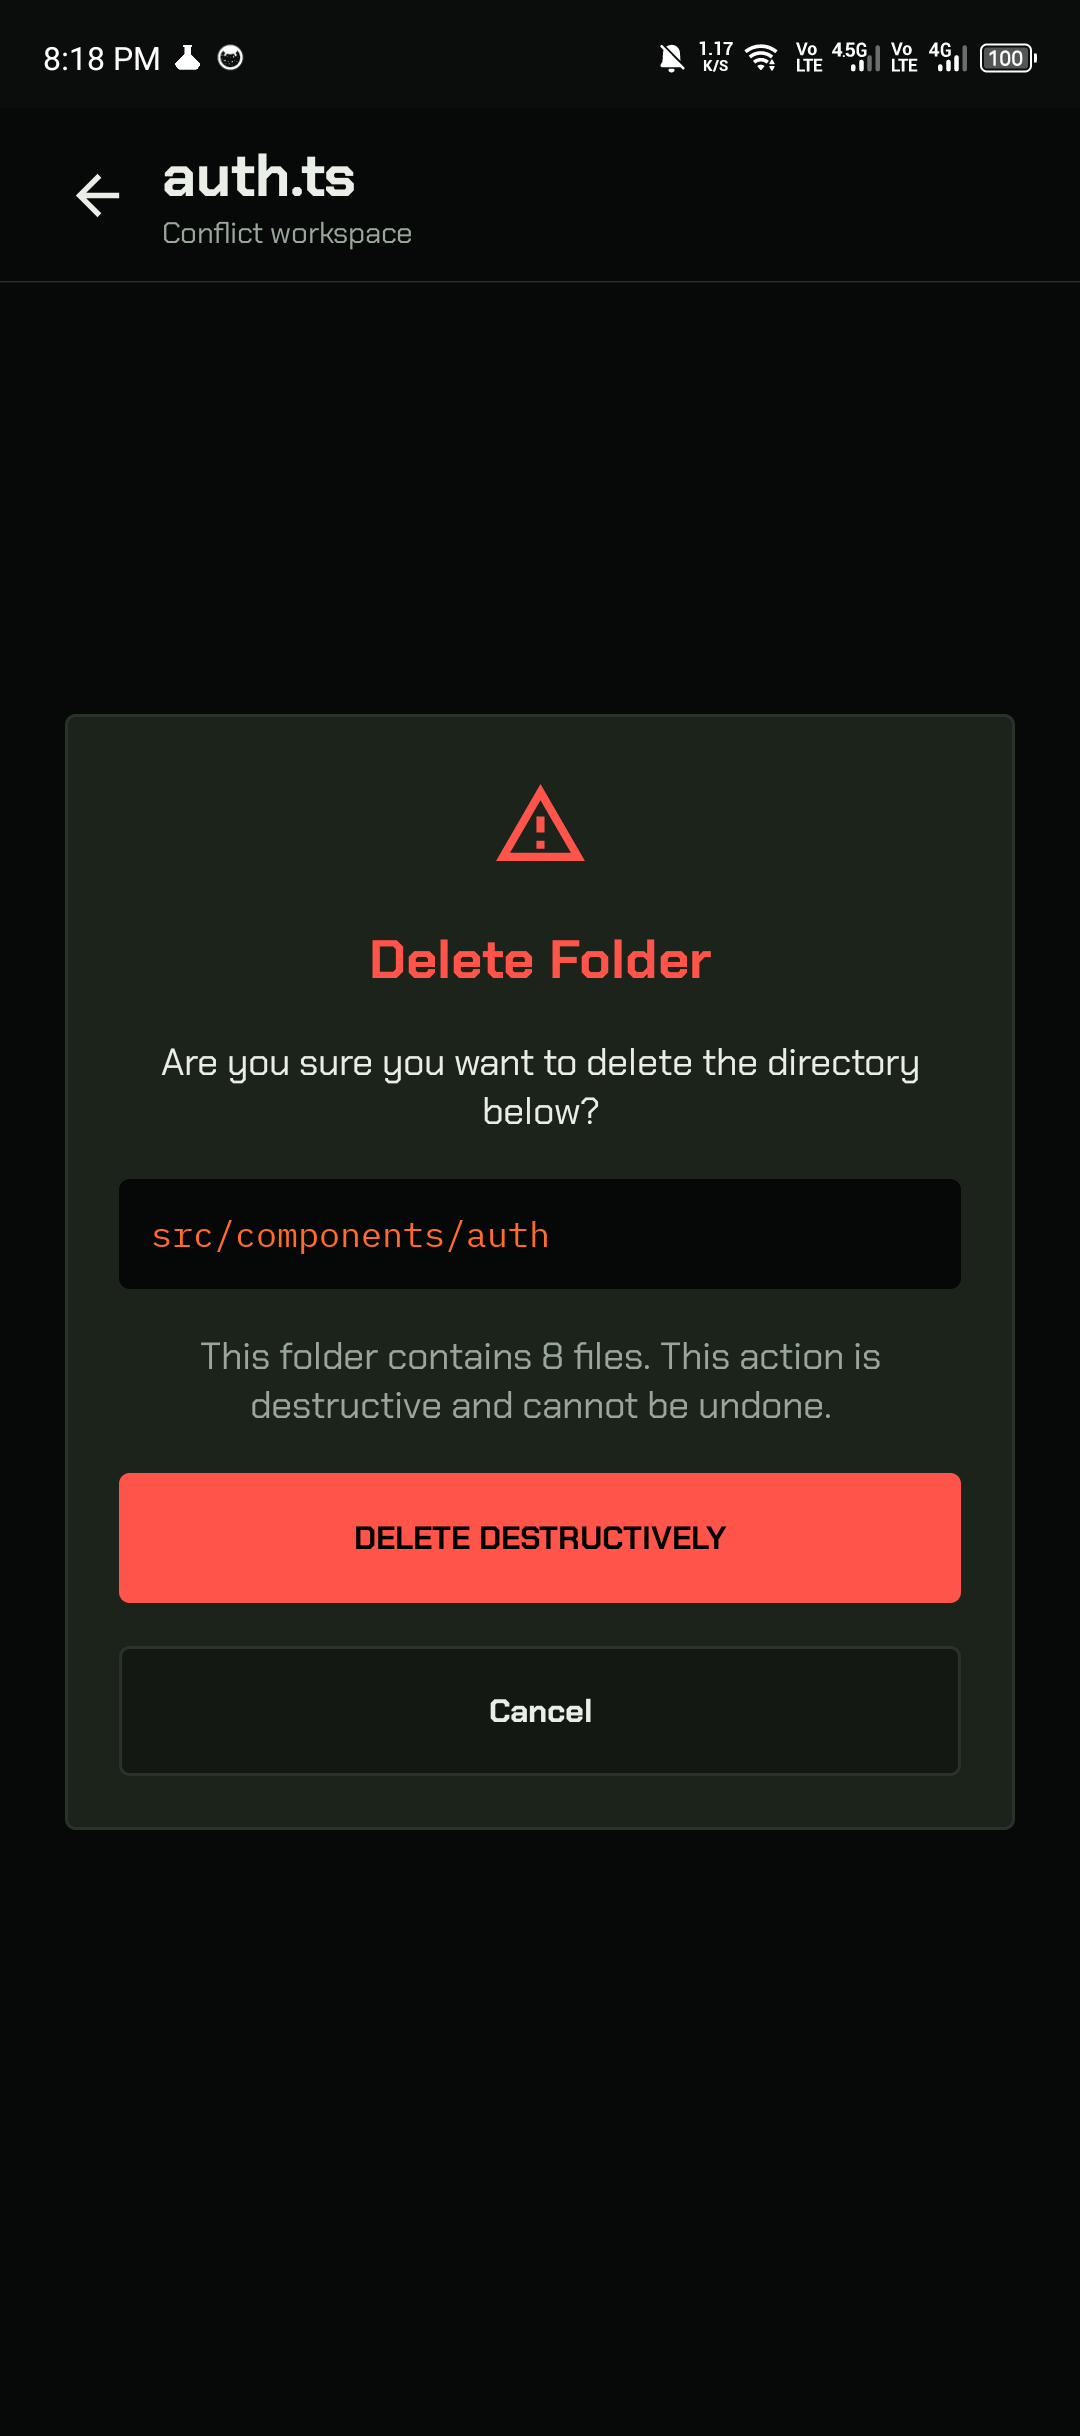 8:18 PM
1.17
K/S
Vo
LTE
4.5G
Vo
LTE
4G
100
auth.ts
Conflict workspace
Delete Folder
Are you sure you want to delete the directory
below?
src/components/auth
This folder contains 8 files. This action is
destructive and cannot be undone.
DELETE DESTRUCTIVELY
Cancel